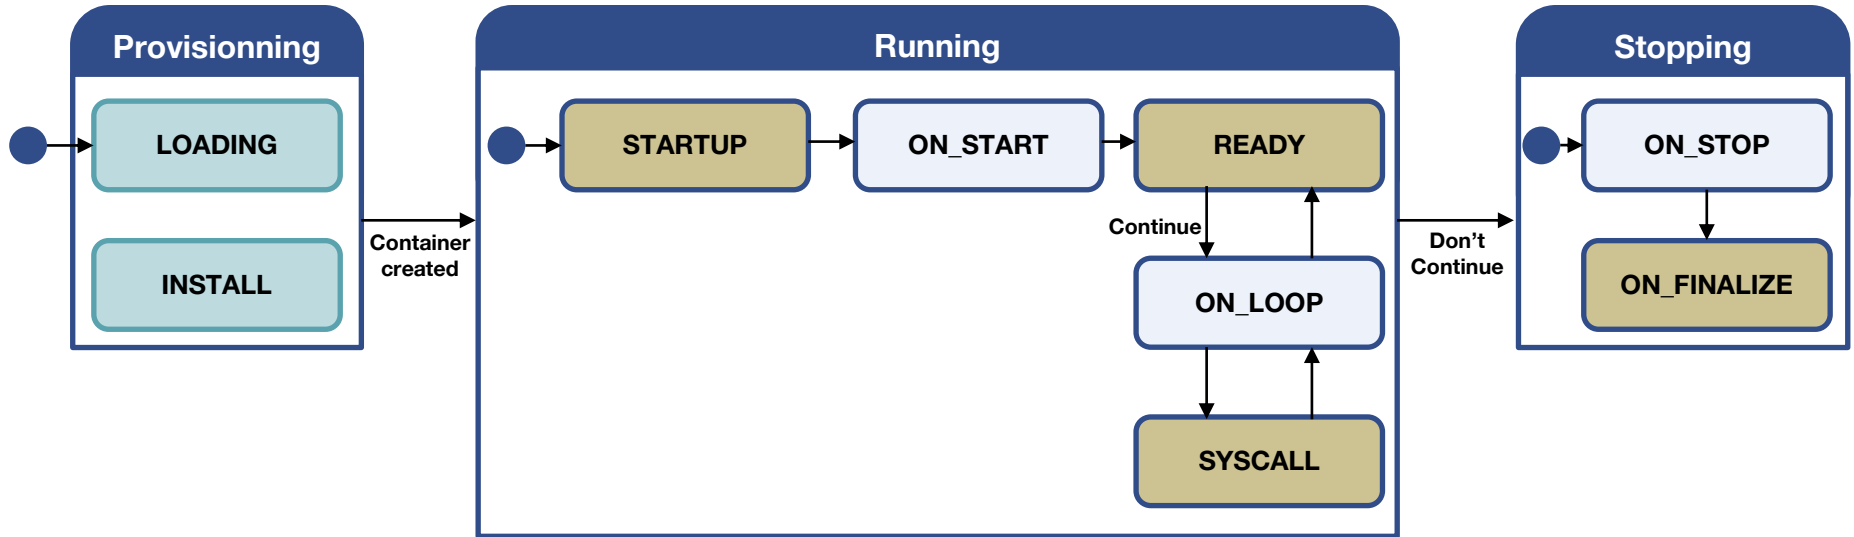 Provisionning
LOADING
INSTALL
Container
created
Running
STARTUP
ON_START
READY
Continue
ON_LOOP
SYSCALL
Don't
Continue
Stopping
ON_STOP
ON_FINALIZE